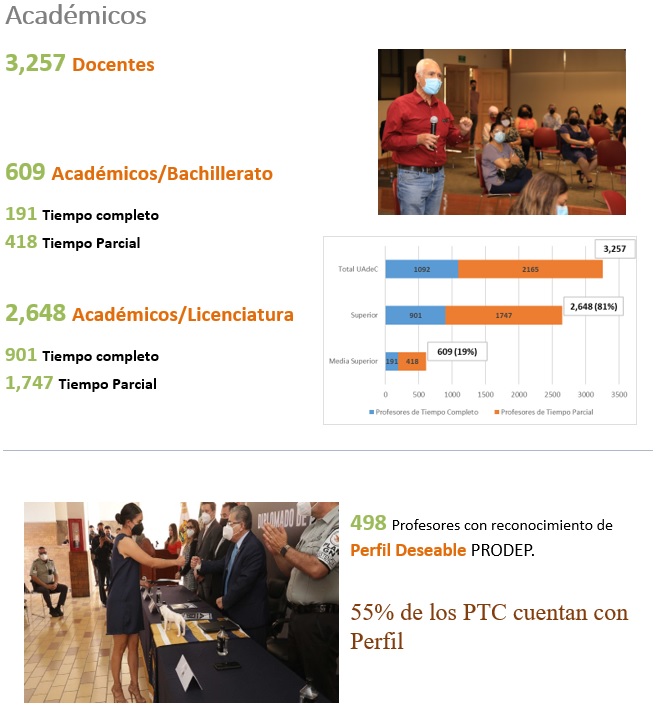 Académicos
3,257 Docentes
609 Académicos/Bachillerato
191 Tiempo completo
418 Tiempo Parcial
2,648 Académicos/Licenciatura
901 Tiempo completo
1,747 Tiempo Parcial
3,257
Total UAdeC 1092 2165
2,648 (81%)
Superior 901 1747
609 (19%)
Media Superior 191 418
0 500 1000 1500 2000 2500 3000 3500
Profesores de Tiempo Completo Profesores de Tiempo Parcial
DIPLOMADO DE
498 Profesores con reconocimiento de
Perfil Deseable PRODEP.
55% de los PTC cuentan con
Perfil